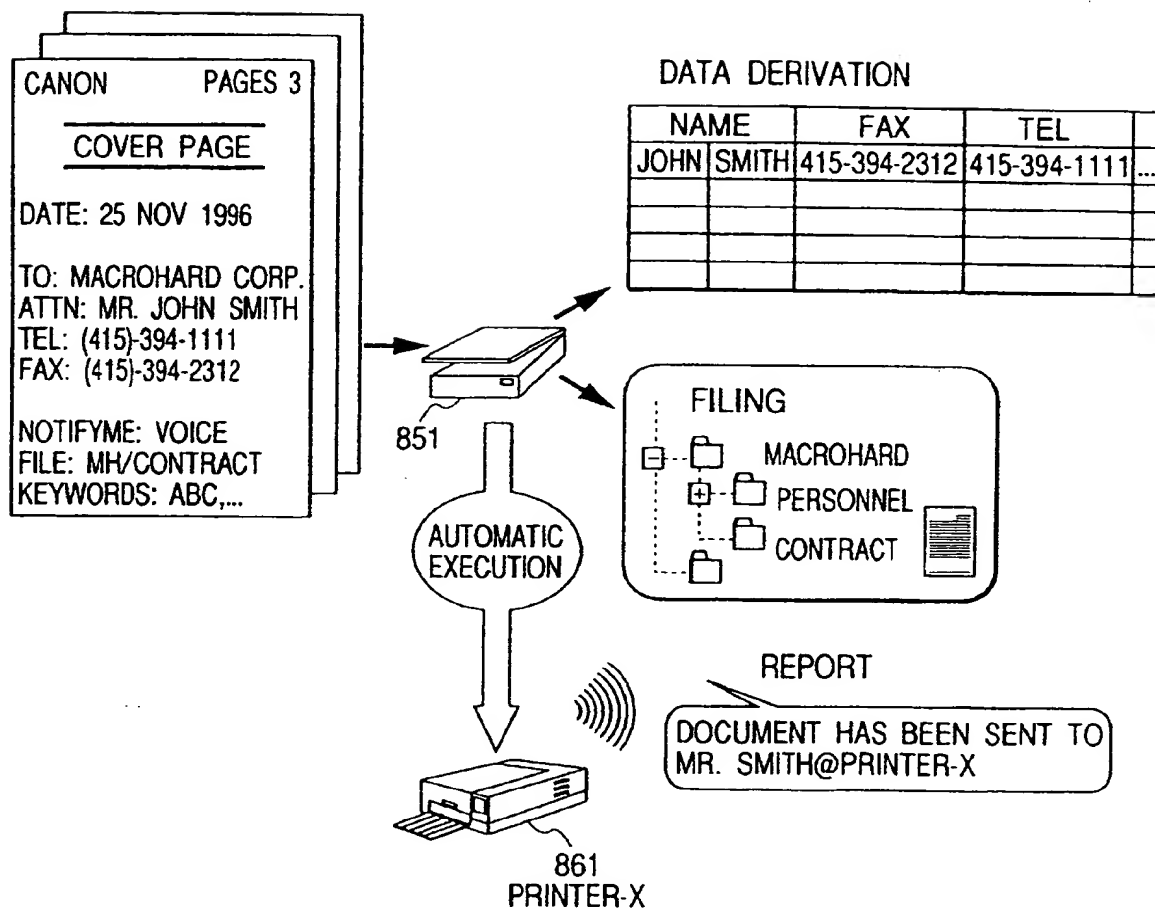 CANON PAGES 3
COVER PAGE
DATE: 25 NOV 1996
TO: MACROHARD CORP.
ATTN: MR. JOHN SMITH
TEL: (415)-394-1111
FAX: (415)-394-2312
NOTIFYME: VOICE
FILE: MH/CONTRACT
KEYWORDS: ABC,...
851
DATA DERIVATION
NAME FAX TEL
JOHN SMITH 415-394-2312 415-394-1111 ...
FILING
MACROHARD
PERSONNEL
CONTRACT
AUTOMATIC
EXECUTION
REPORT
DOCUMENT HAS BEEN SENT TO
MR. SMITH@PRINTER-X
861
PRINTER-X